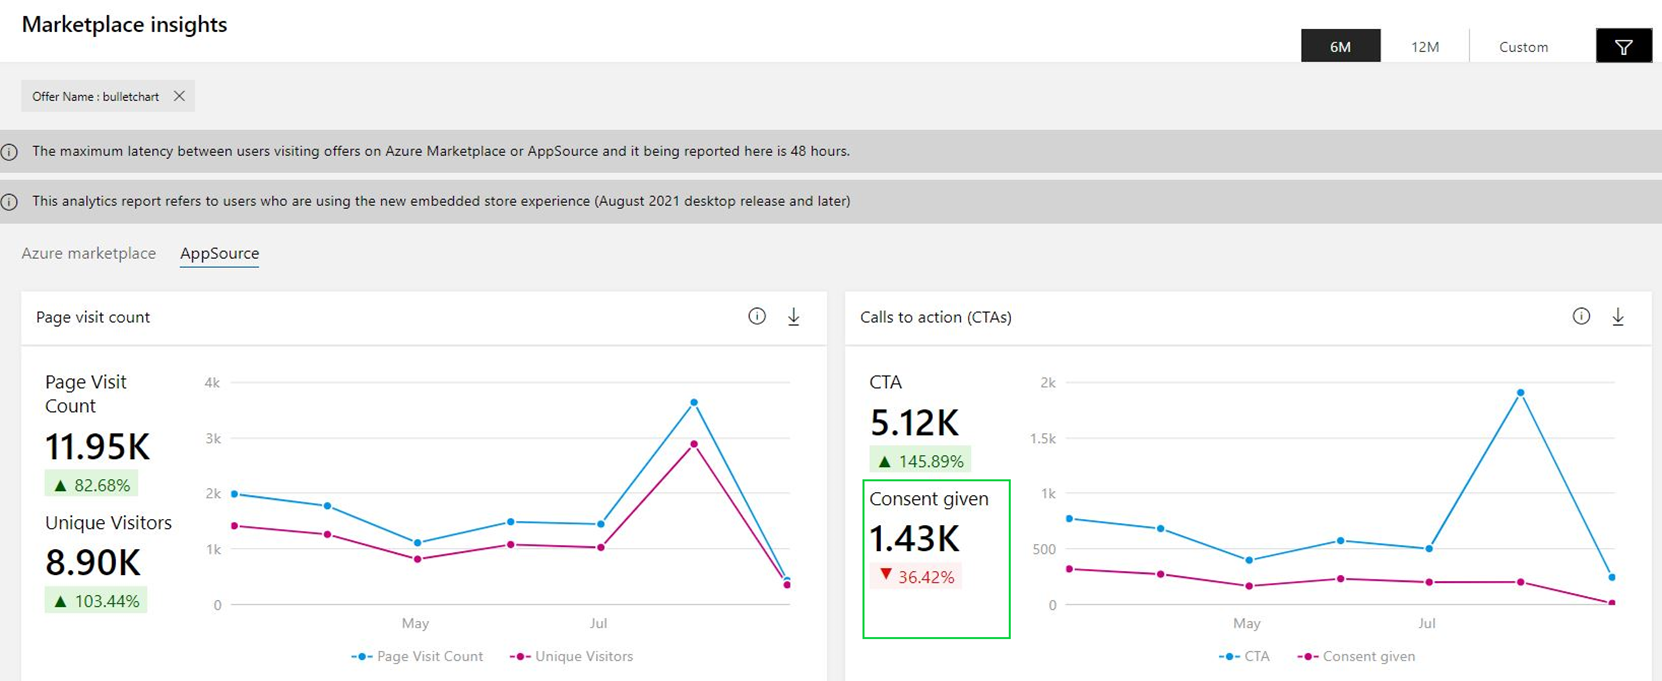 Marketplace insights
6M
12M
Custom
Offer Name : bulletchart
The maximum latency between users visiting offers on Azure Marketplace or AppSource and it being reported here is 48 hours.
This analytics report refers to users who are using the new embedded store experience (August 2021 desktop release and later)
Azure marketplace
AppSource
Page visit count
Page Visit
Count
11.95K
▲ 82.68%
Unique Visitors
8.90K
▲ 103.44%
4k
3k
2k
1k
0
May
Jul
Page Visit Count
Unique Visitors
Calls to action (CTAs)
CTA
5.12K
▲ 145.89%
Consent given
1.43K
▼ 36.42%
2k
1.5k
1k
500
0
May
Jul
CTA
Consent given